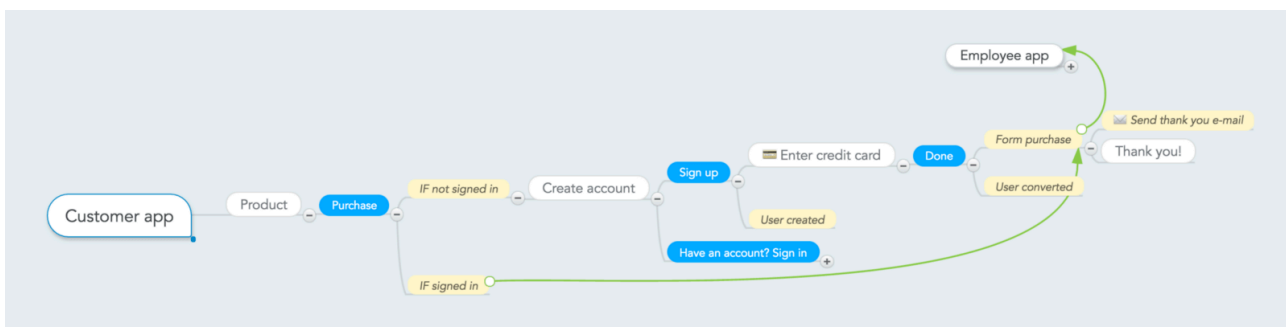 Employee app
Send thank you e-mail
Form purchase
Thank you!
Enter credit card
Done
Sign up
User converted
IF not signed in
Create account
Product
Purchase
Customer app
User created
Have an account? Sign in
IF signed in